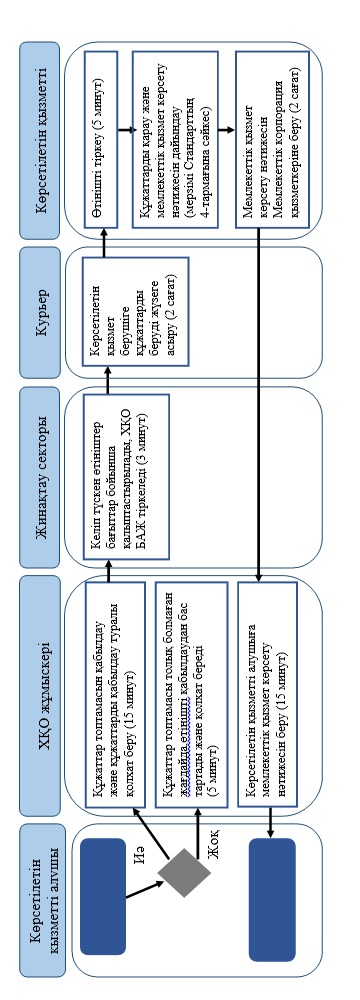 Көрсетілетін
қызметті алушы
ХҚО жұмыскері
Жинақтау секторы
Курьер
Көрсетілетін қызметті
Иә
Жоқ
Құжаттар топтамасын қабылдау
және құжаттарды қабылдау туралы
қолхат беру (15 минут)
Құжаттар топтамасы толық болмаған
жағдайда,өтінішті қабылдаудан бас
тартады және қолхат береді
(5 минут)
Көрсетілетін қызметті алушыға
мемлекеттік қызмет көрсету
нәтижесін беру (15 минут)
Келіп түскен өтініштер
бағыттар бойынша
қалыптастырылады, ХҚО
БАЖ тіркеледі (3 минут)
Көрсетілетін
қызмет
берушіге
құжаттарды
беруді жүзеге
асыру (2 сағат)
Өтінішті тіркеу (5 минут)
Құжаттарды қарау және
мемлекеттік қызмет көрсету
нәтижесін дайындау
(мерзімі Стандарттың
4-тармағына сәйкес)
Мемлекеттік қызмет
көрсету нәтижесін
Мемлекеттік корпорация
қызметкеріне беру (2 сағат)